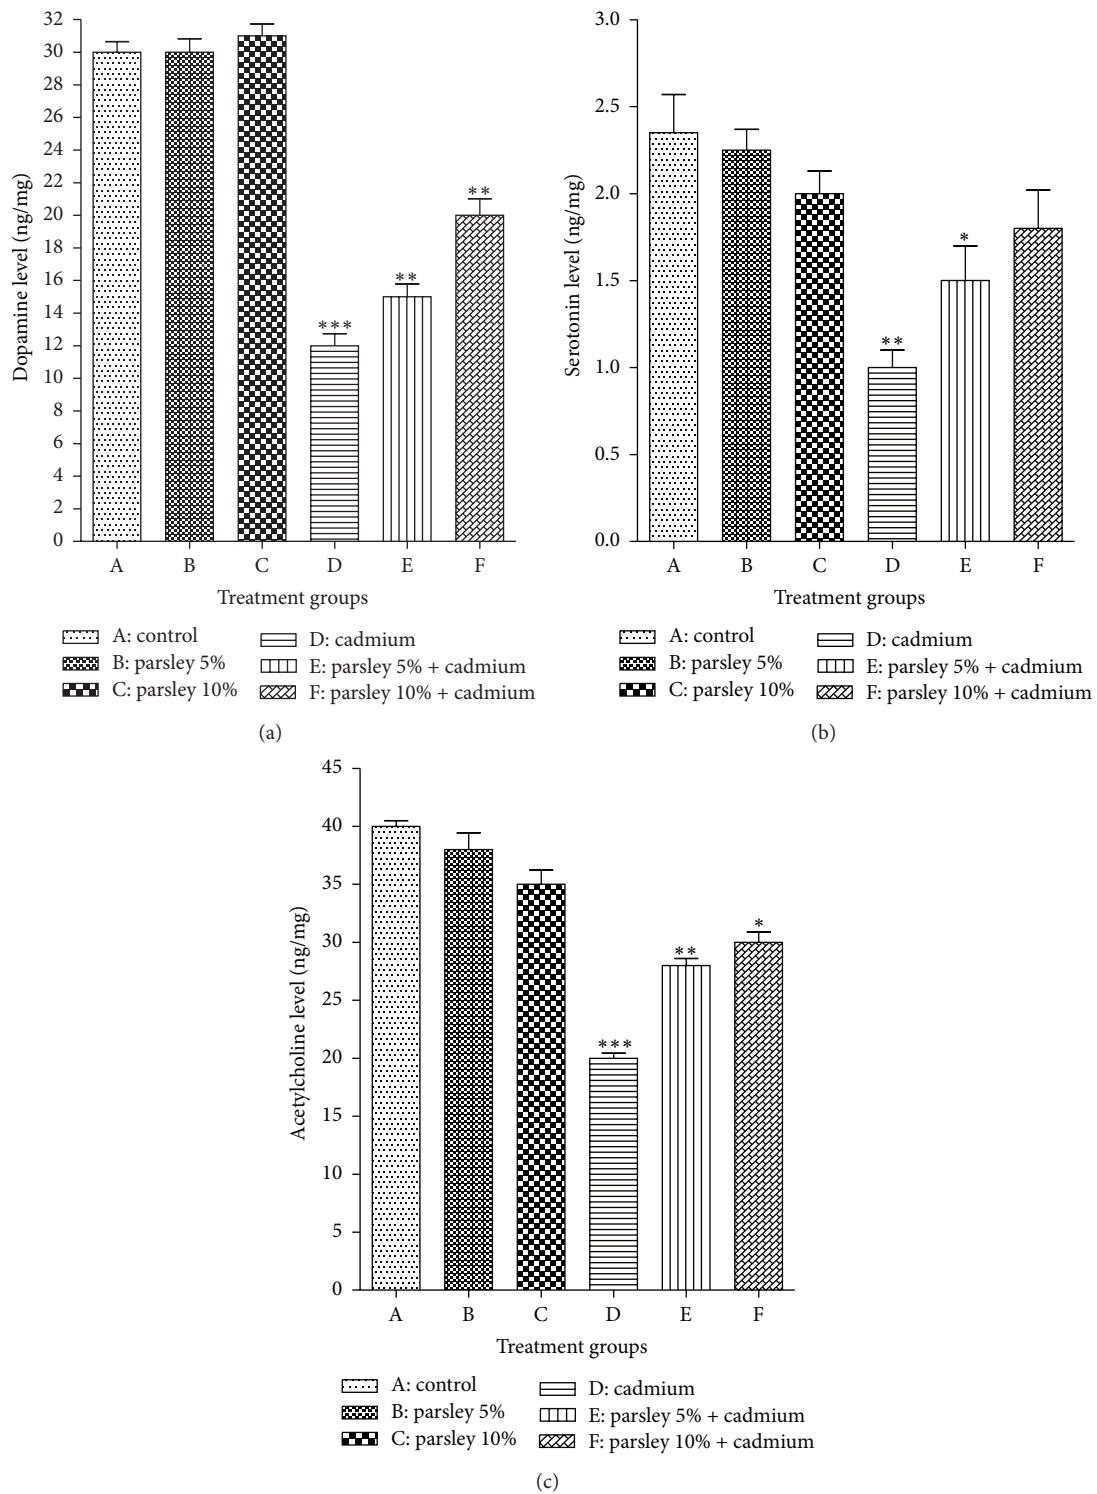 32
30
28
26
24
22
20
18
16
14
12
10
8
6
4
2
0
Dopamine level (ng/mg)
***
**
**
A B C D E F
Treatment groups
A: control
B: parsley 5%
C: parsley 10%
D: cadmium
E: parsley 5% + cadmium
F: parsley 10% + cadmium
(a)
3.0
2.5
2.0
1.5
1.0
0.5
0.0
Serotonin level (ng/mg)
**
*
A B C D E F
Treatment groups
A: control
B: parsley 5%
C: parsley 10%
D: cadmium
E: parsley 5% + cadmium
F: parsley 10% + cadmium
(b)
45
40
35
30
25
20
15
10
5
0
Acetylcholine level (ng/mg)
***
**
*
A B C D E F
Treatment groups
A: control
B: parsley 5%
C: parsley 10%
D: cadmium
E: parsley 5% + cadmium
F: parsley 10% + cadmium
(c)